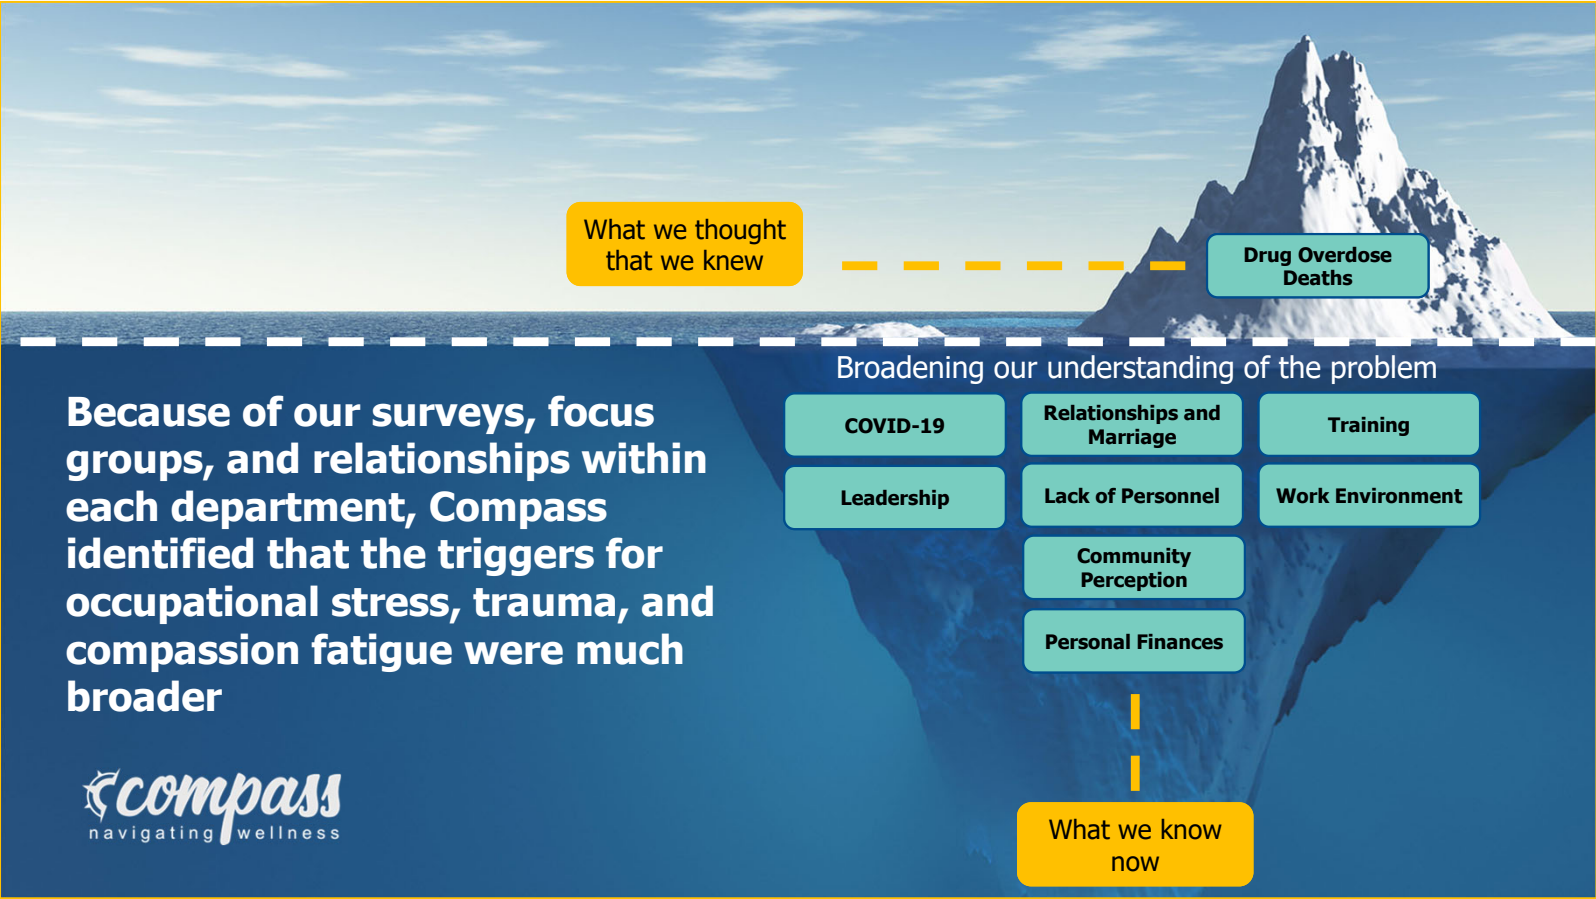 What we thought
that we knew
Drug Overdose
Deaths
Broadening our understanding of the problem
Because of our surveys, focus
groups, and relationships within
each department, Compass
identified that the triggers for
occupational stress, trauma, and
compassion fatigue were much
broader
COVID-19
Relationships and
Marriage
Training
Leadership
Lack of Personnel
Work Environment
Community
Perception
Personal Finances
What we know
now
compass
navigating wellness